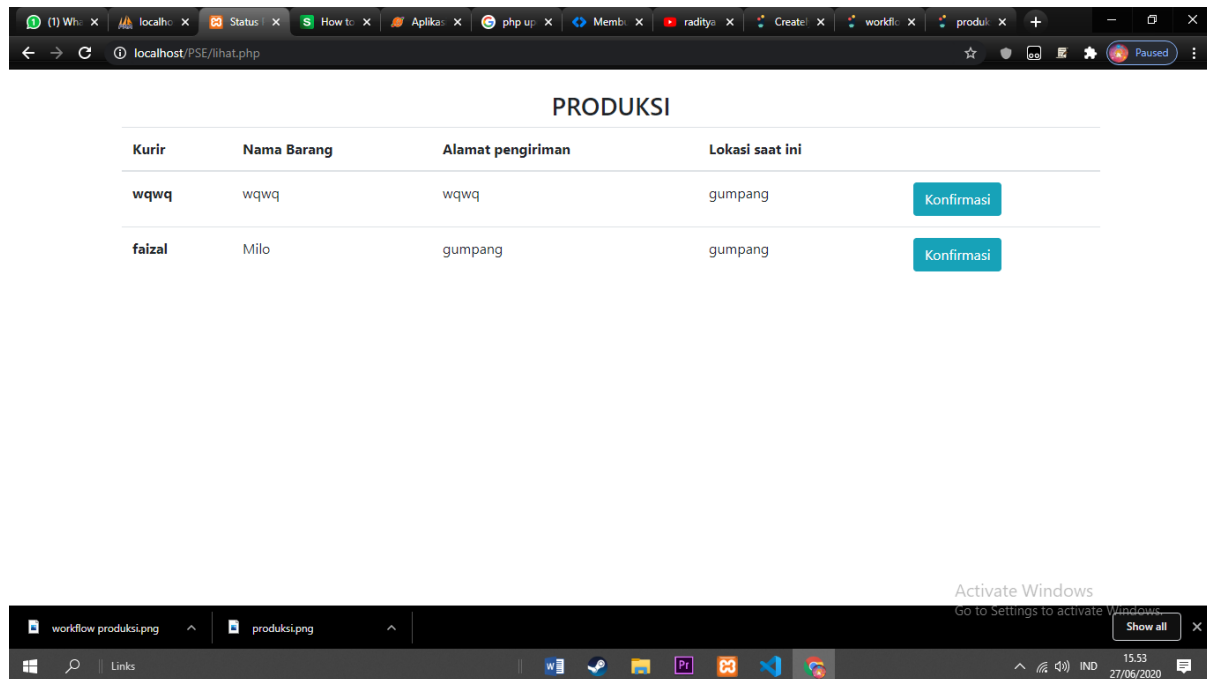 (1) Wha
localho
Status
How to
Aplikas
php up
Membu
raditya
Create
workflo
produk
localhost/PSE/lihat.php
Paused
PRODUKSI
Kurir Nama Barang Alamat pengiriman Lokasi saat ini
wqwq wqwq wqwq gumpang Konfirmasi
faizal Milo gumpang gumpang Konfirmasi
Activate Windows
Go to Settings to activate Windows.
workflow produksi.png produksi.png Show all
Links IND 15.53
27/06/2020